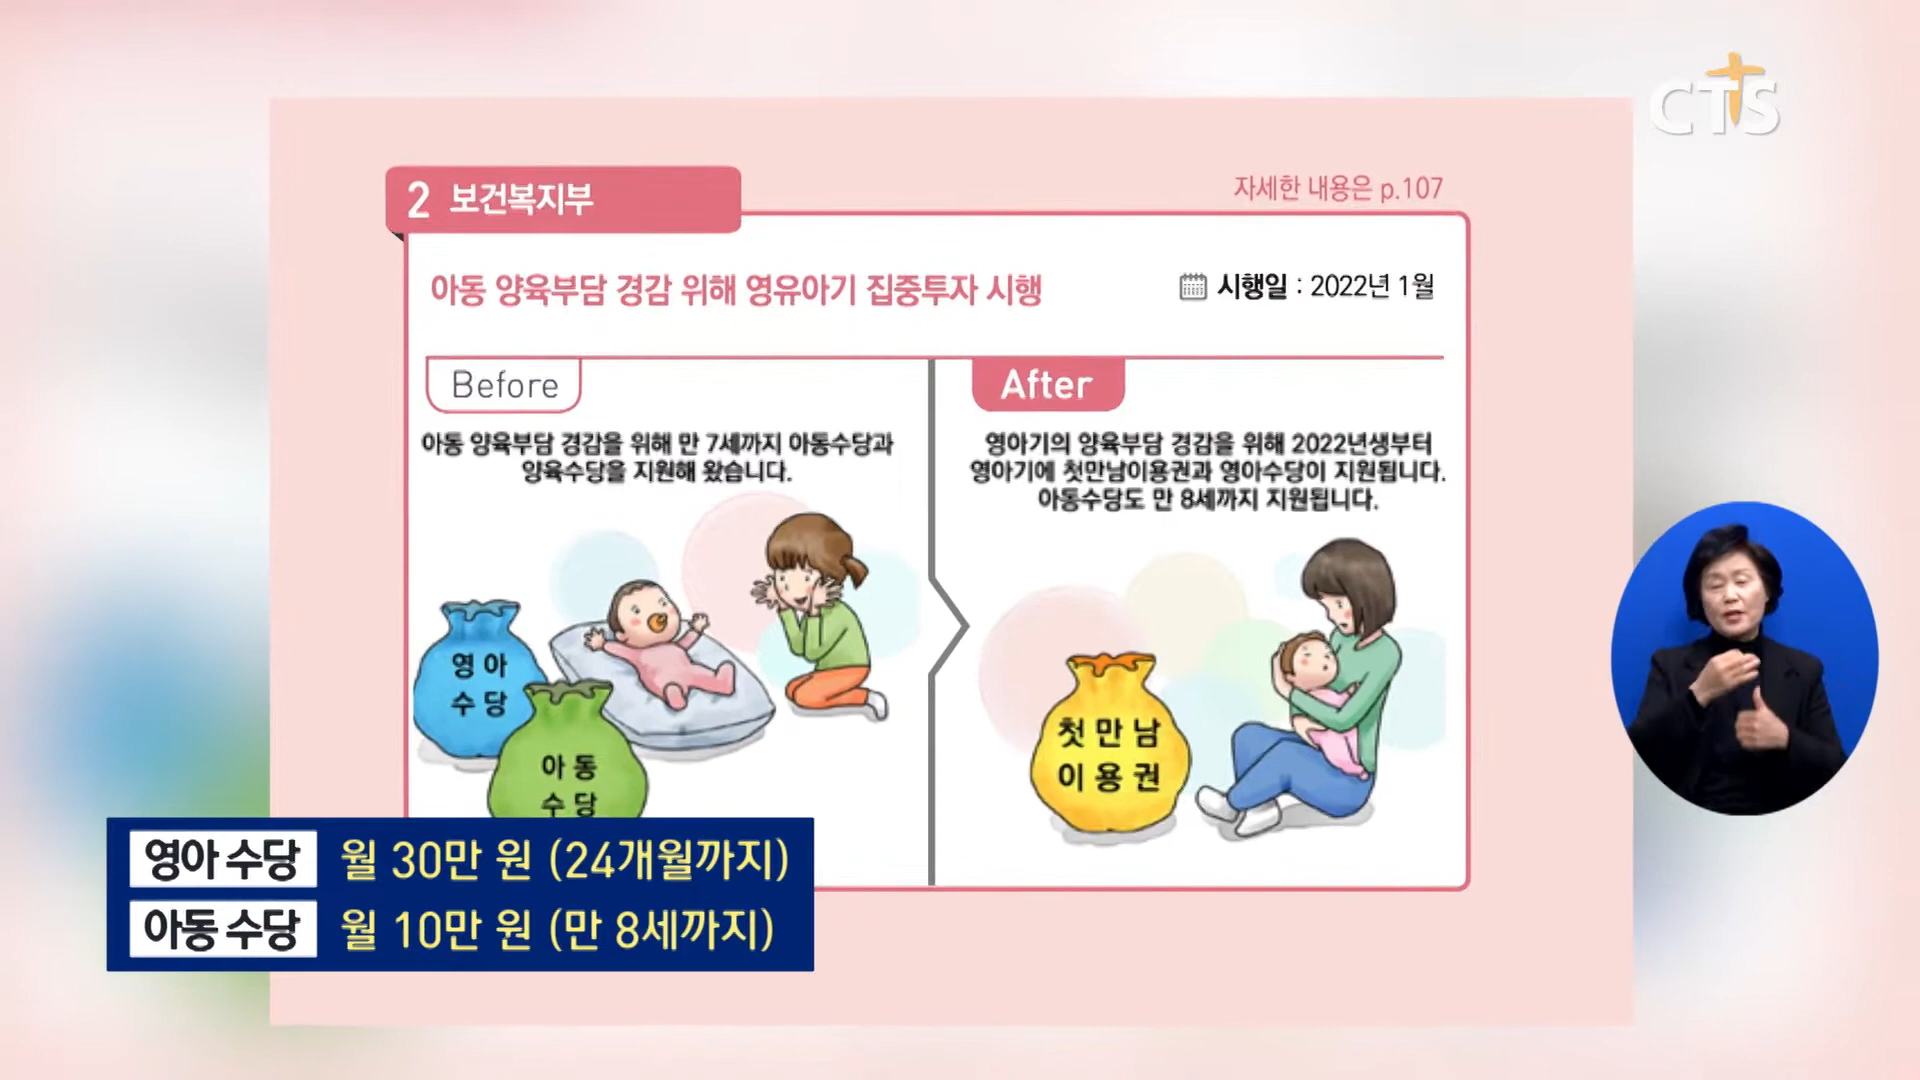 CTS
2 보건복지부
자세한 내용은 p.107
아동 양육부담 경감 위해 영유아기 집중투자 시행
시행일 : 2022년 1월
Before
아동 양육부담 경감을 위해 만 7세까지 아동수당과
양육수당을 지원해 왔습니다.
영아
수당
아동
수당
After
영아기의 양육부담 경감을 위해 2022년생부터
영아기에 첫만남이용권과 영아수당이 지원됩니다.
아동수당도 만 8세까지 지원됩니다.
첫만남
이용권
영아 수당 월 30만 원 (24개월까지)
아동 수당 월 10만 원 (만 8세까지)